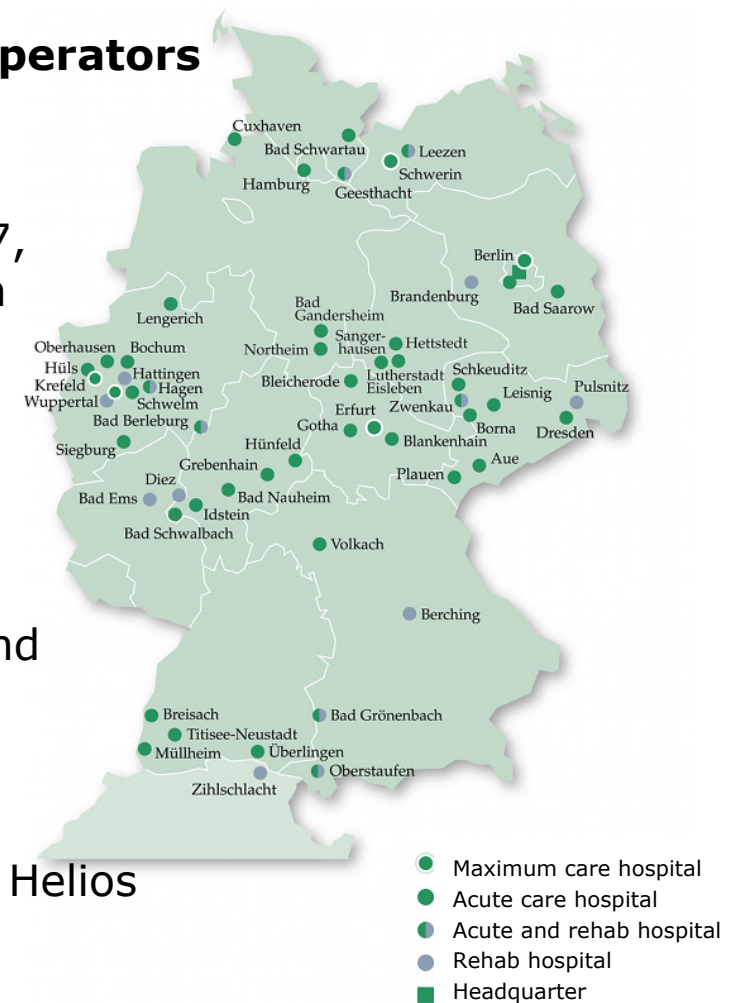 perators
7,
nd
Helios
Cuxhaven
Bad Schwartau
Leezen
Schwerin
Hamburg
Geesthacht
Berlin
Brandenburg
Bad Saarow
Lengerich
Bad
Gandersheim
Northeim
Sanger-
hausen
Hettstedt
Oberhausen
Bochum
Hüls
Hattingen
Krefeld
Hagen
Wuppertal
Schwelm
Bleicherode
Lutherstadt
Eisleben
Schkeuditz
Zwenkau
Leisnig
Pulsnitz
Borna
Dresden
Bad Berleburg
Erfurt
Gotha
Blankenhain
Siegburg
Hünfeld
Grebenhain
Aue
Plauen
Diez
Bad Ems
Bad Nauheim
Idstein
Bad Schwalbach
Volkach
Berching
Breisach
Bad Grönenbach
Titisee-Neustadt
Müllheim
Überlingen
Oberstaufen
Zihlschlacht
Maximum care hospital
Acute care hospital
Acute and rehab hospital
Rehab hospital
Headquarter